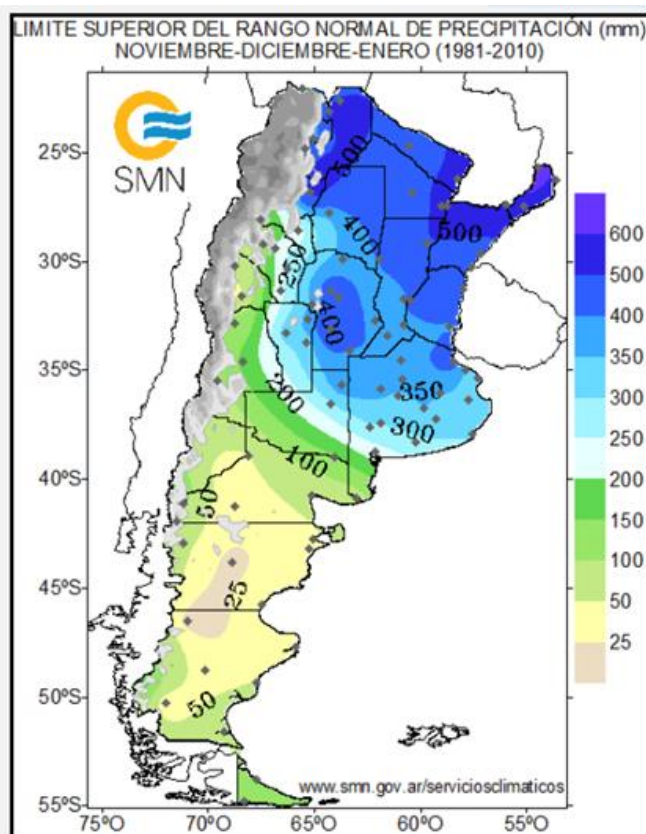 LIMITE SUPERIOR DEL RANGO NORMAL DE PRECIPITACIÓN (mm)
NOVIEMBRE-DICIEMBRE-ENERO (1981-2010)
SMN
25ºS
30ºS
35ºS
40ºS
45ºS
50ºS
55ºS
75ºO
70ºO
65ºO
60ºO
55ºO
500
400
500
250
400
200
350
300
100
50
25
50
600
500
400
350
300
250
200
150
100
50
25
www.smn.gov.ar/serviciosclimaticos